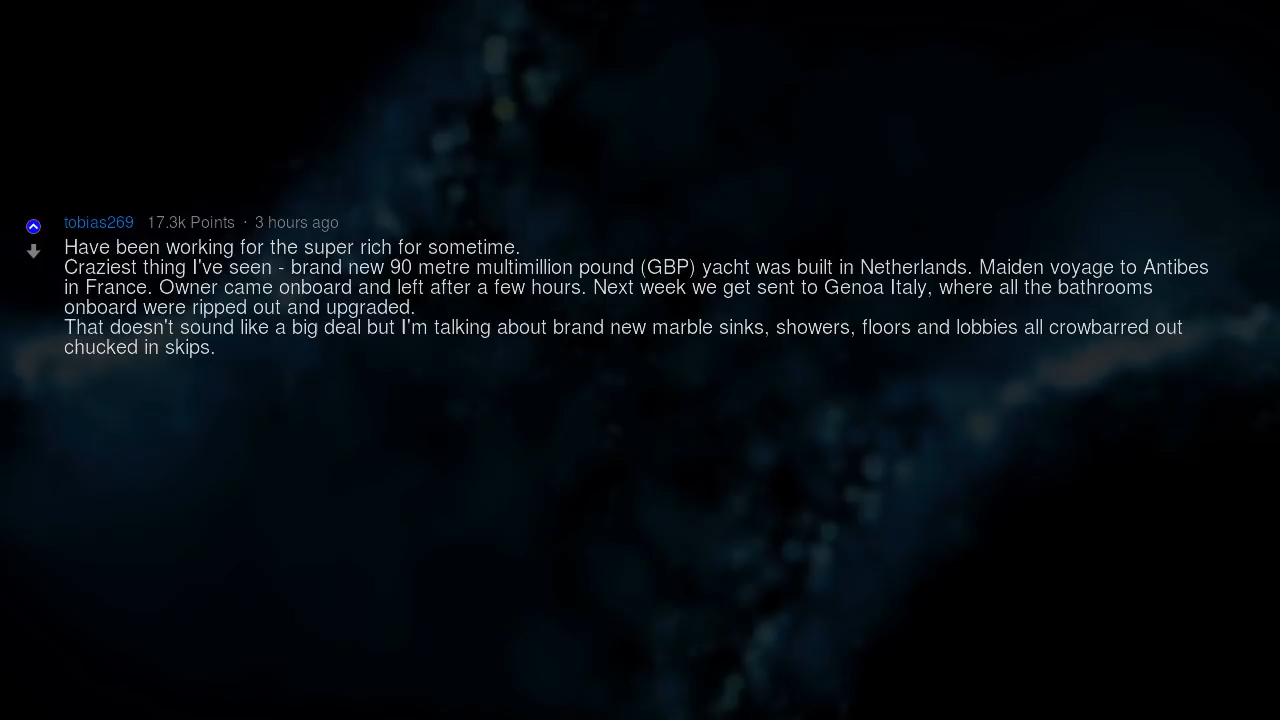 tobias269 17.3k Points · 3 hours ago
Have been working for the super rich for sometime.
Craziest thing I've seen - brand new 90 metre multimillion pound (GBP) yacht was built in Netherlands. Maiden voyage to Antibes
in France. Owner came onboard and left after a few hours. Next week we get sent to Genoa Italy, where all the bathrooms
onboard were ripped out and upgraded.
That doesn't sound like a big deal but I'm talking about brand new marble sinks, showers, floors and lobbies all crowbarred out
chucked in skips.